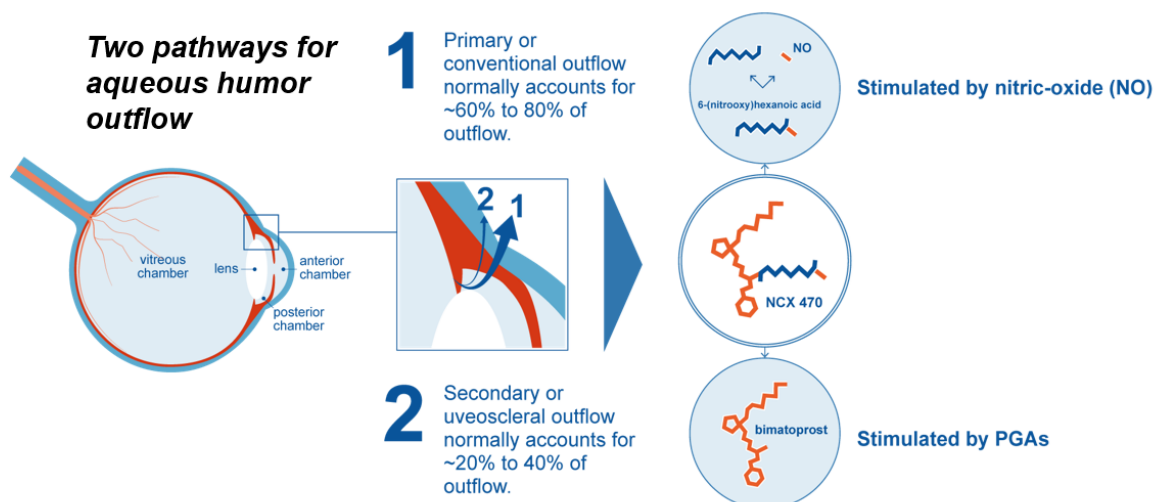 Two pathways for
aqueous humor
outflow
1
Primary or
conventional outflow
normally accounts for
~60% to 80% of
outflow.
NO
6-(nitrooxy)hexanoic acid
Stimulated by nitric-oxide (NO)
vitreous
chamber
lens
anterior
chamber
posterior
chamber
2
1
NCX 470
2
Secondary or
uveoscleral outflow
normally accounts for
~20% to 40% of
outflow.
bimatoprost
Stimulated by PGAs